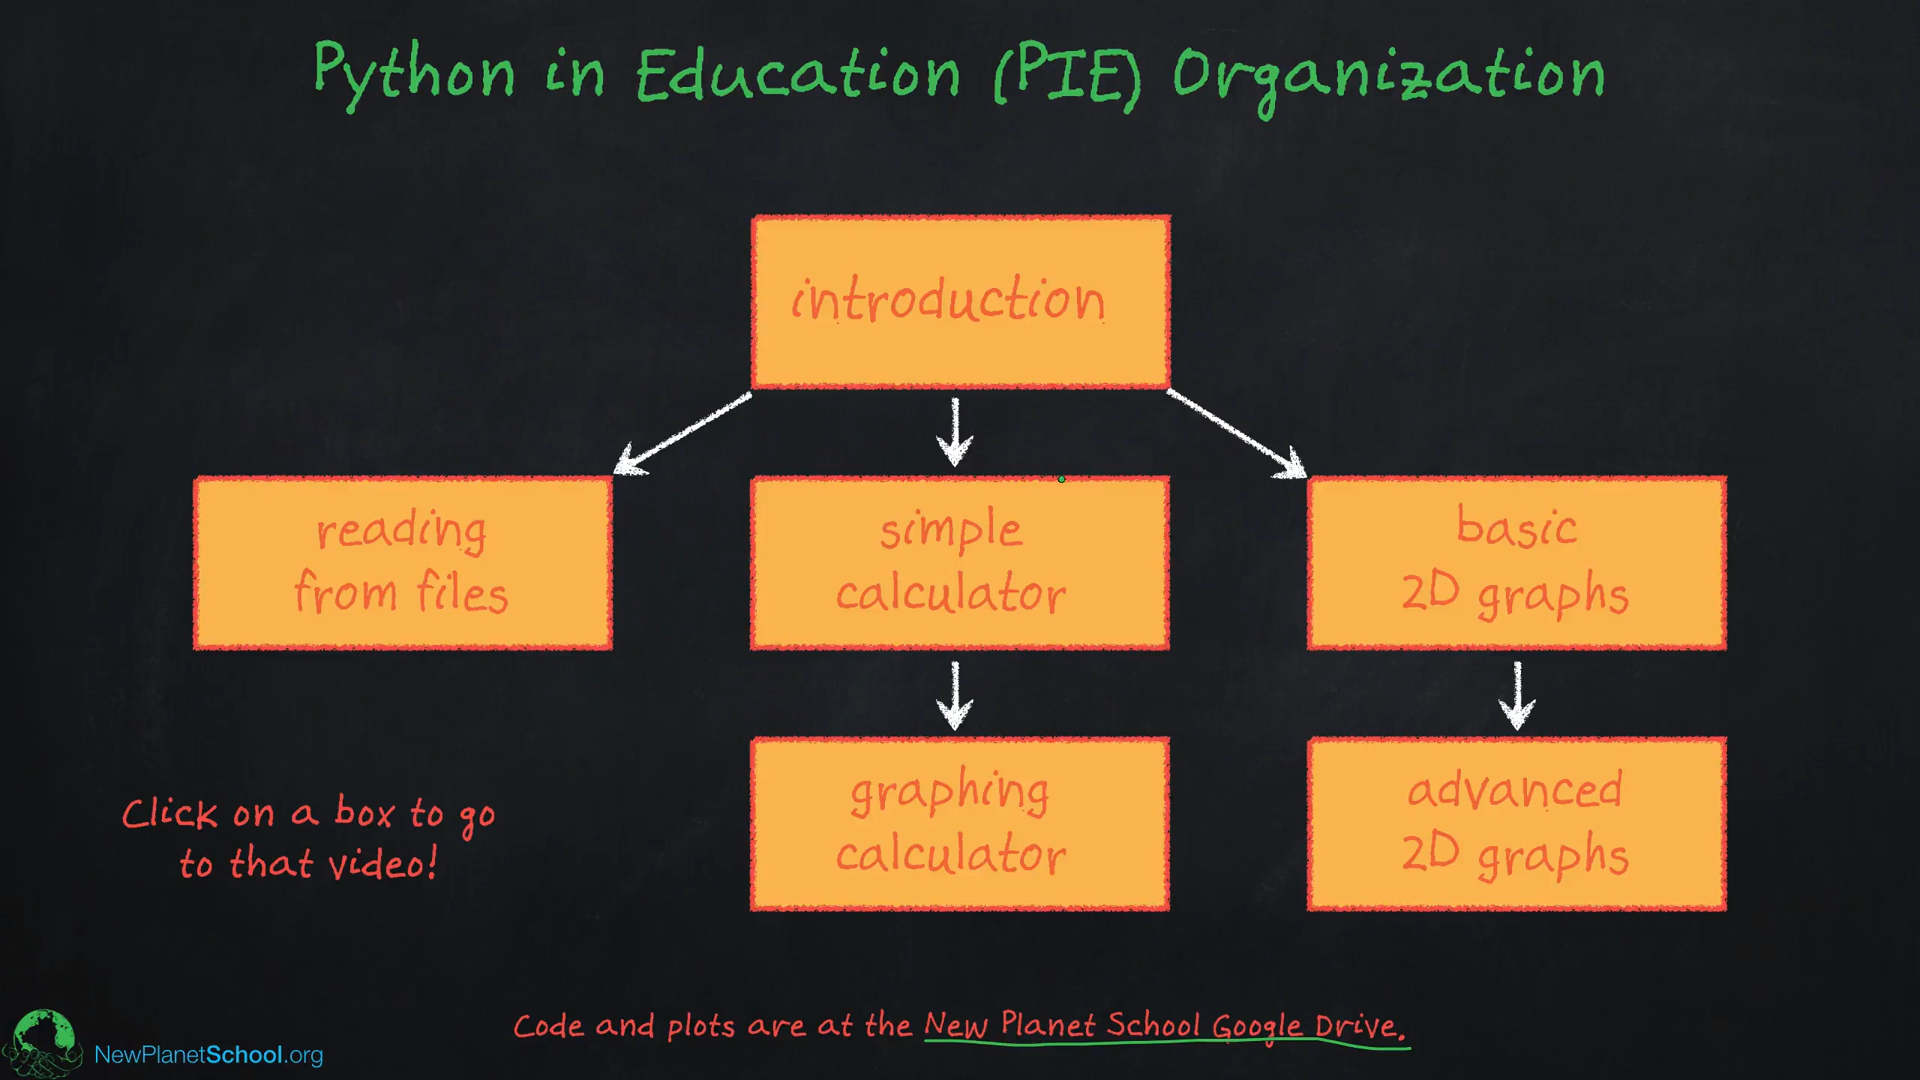 Python in Education (PIE) Organization
introduction
reading
from files
simple
calculator
basic
2D graphs
graphing
calculator
advanced
2D graphs
Click on a box to go
to that video!
Code and plots are at the New Planet School Google Drive.
NewPlanetSchool.org